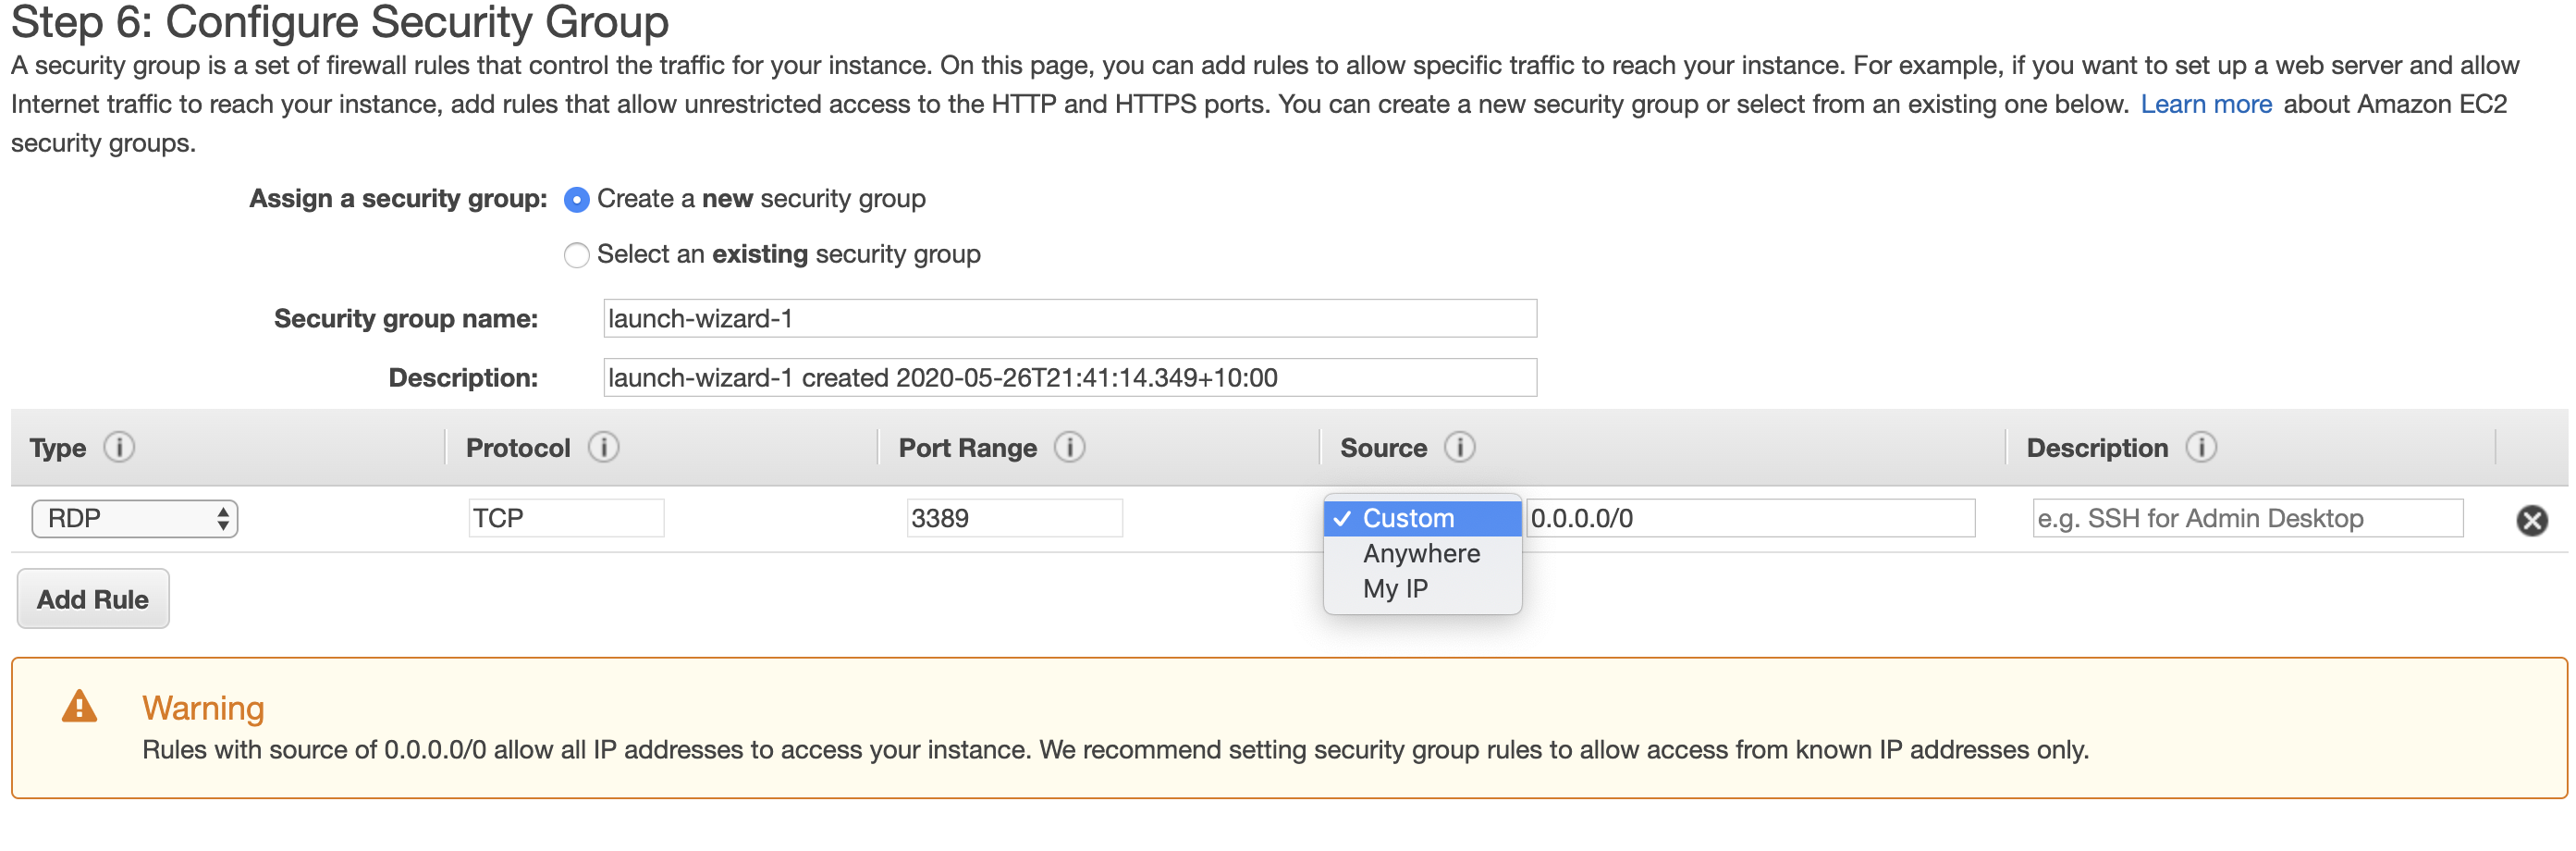 Step 6: Configure Security Group
A security group is a set of firewall rules that control the traffic for your instance. On this page, you can add rules to allow specific traffic to reach your instance. For example, if you want to set up a web server and allow
Internet traffic to reach your instance, add rules that allow unrestricted access to the HTTP and HTTPS ports. You can create a new security group or select from an existing one below. Learn more about Amazon EC2
security groups.
Assign a security group: Create a new security group
Select an existing security group
Security group name: launch-wizard-1
Description: launch-wizard-1 created 2020-05-26T21:41:14.349+10:00
Type Protocol Port Range Source Description
RDP TCP 3389 Custom 0.0.0.0/0 e.g. SSH for Admin Desktop
Anywhere
My IP
Add Rule
Warning
Rules with source of 0.0.0.0/0 allow all IP addresses to access your instance. We recommend setting security group rules to allow access from known IP addresses only.